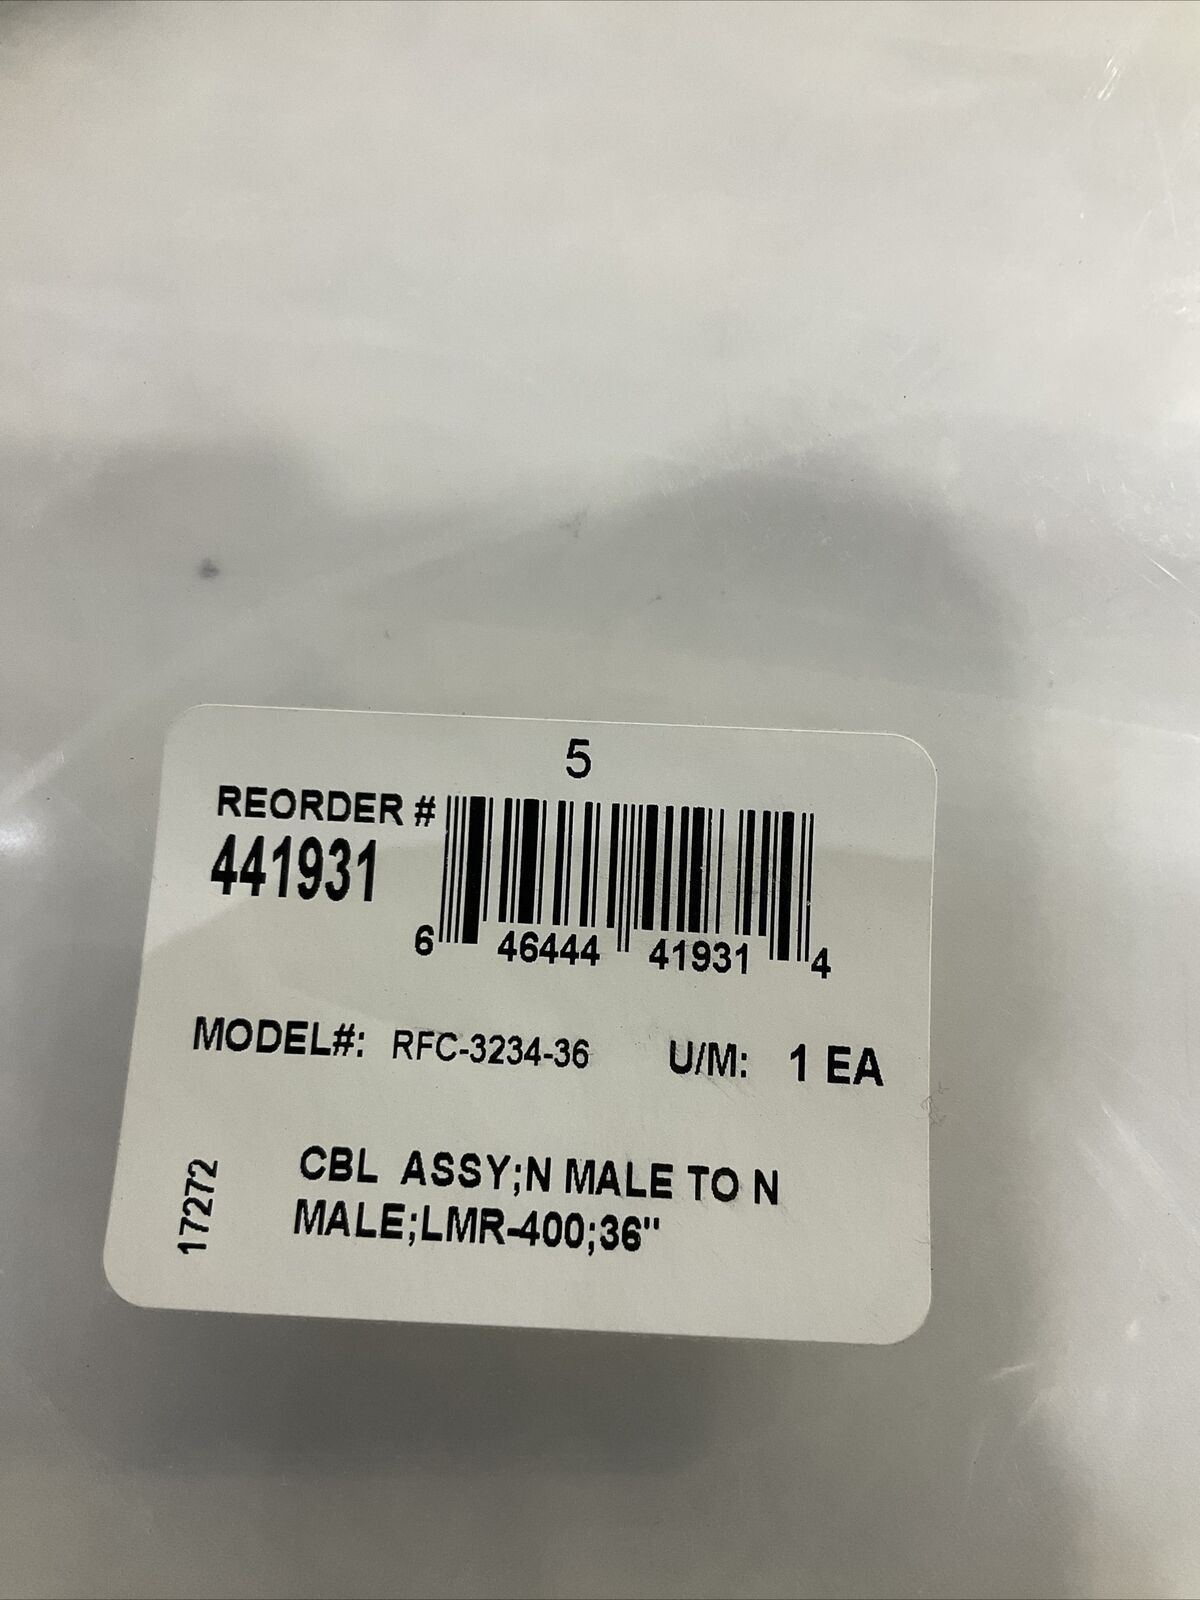 5
REORDER #
441931
6 46444 41931 4
MODEL#: RFC-3234-36 U/M: 1 EA
17272
CBL ASSY;N MALE TO N
MALE;LMR-400;36"